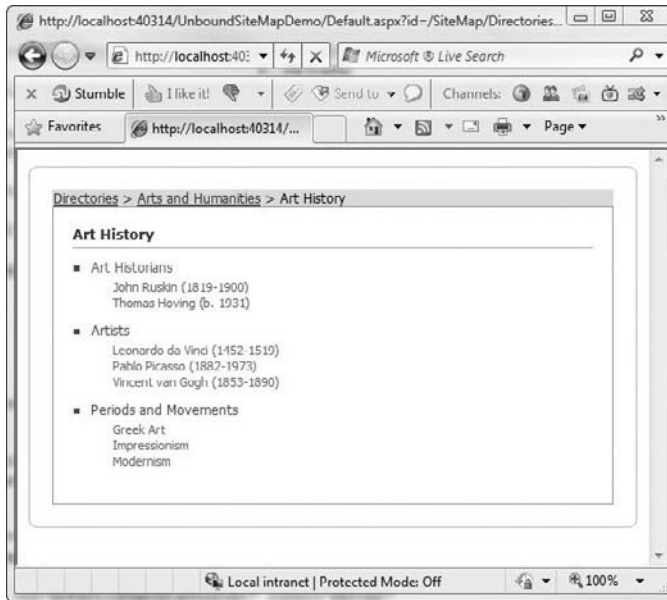 http://localhost:40314/UnboundSiteMapDemo/Default.aspx?id=/SiteMap/Directories...
http://localhost:40: Microsoft ® Live Search
Stumble I like it! Send to Channels:
Favorites http://localhost:40314/... Page
Directories > Arts and Humanities > Art History
Art History
Art Historians
John Ruskin (1819-1900)
Thomas Hoving (b. 1931)
Artists
Leonardo da Vinci (1452-1519)
Pablo Picasso (1882-1973)
Vincent van Gogh (1853-1890)
Periods and Movements
Greek Art
Impressionism
Modernism
Local intranet | Protected Mode: Off 100%